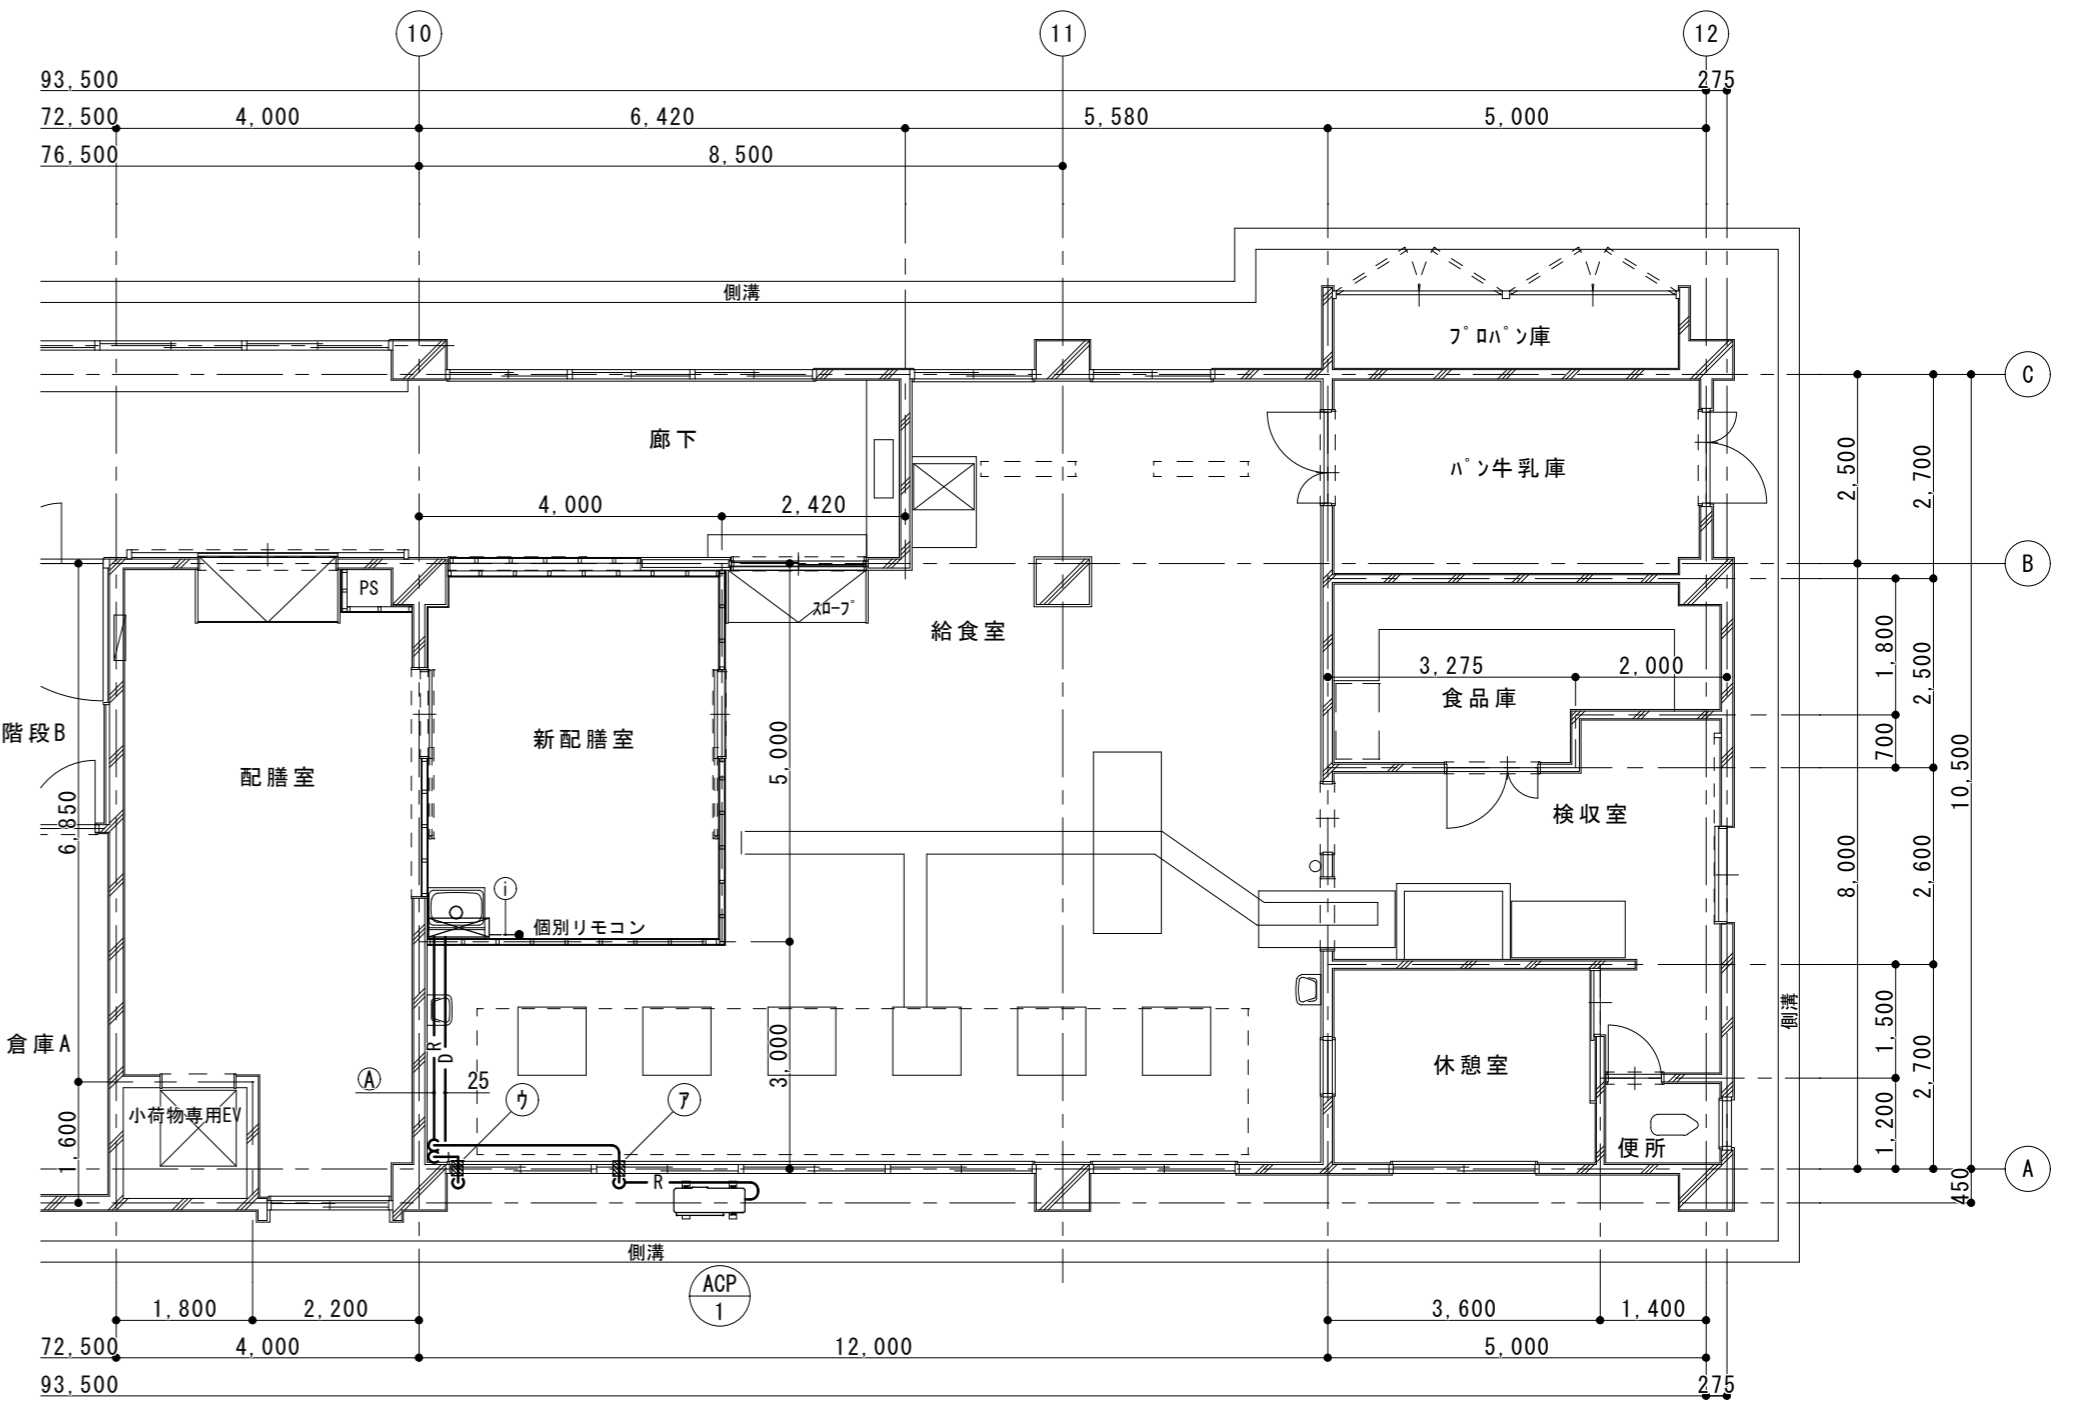 10
11
12
93,500
275
72,500
4,000
6,420
5,580
5,000
76,500
8,500
側溝
プロパン庫
C
廊下
パン牛乳庫
2,500
2,700
4,000
2,420
B
PS
スロープ
給食室
1,800
2,500
3,275
2,000
食品庫
700
階段B
新配膳室
5,000
10,500
配膳室
検収室
6,850
8,000
2,600
i
個別リモコン
側溝
1,500
2,700
倉庫A
R
D
3,000
休憩室
A
25
ウ
ア
小荷物専用EV
1,600
1,200
便所
R
A
450
側溝
ACP
1
1,800
2,200
3,600
1,400
72,500
4,000
12,000
5,000
93,500
275